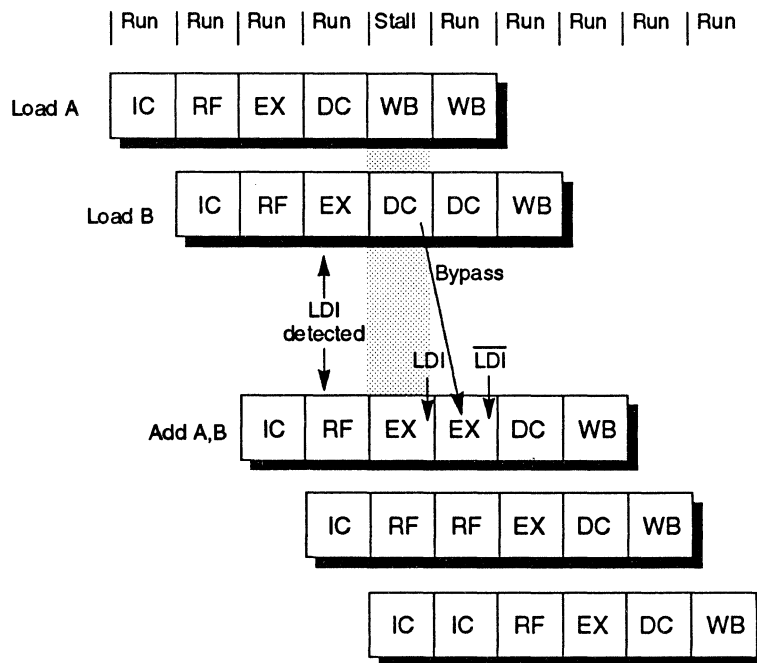 Run Run Run Run Stall Run Run Run Run Run
Load A IC RF EX DC WB WB
Load B IC RF EX DC DC WB
Bypass
LDI
detected
LDI L̅D̅I̅
Add A,B IC RF EX EX DC WB
IC RF RF EX DC WB
IC IC RF EX DC WB